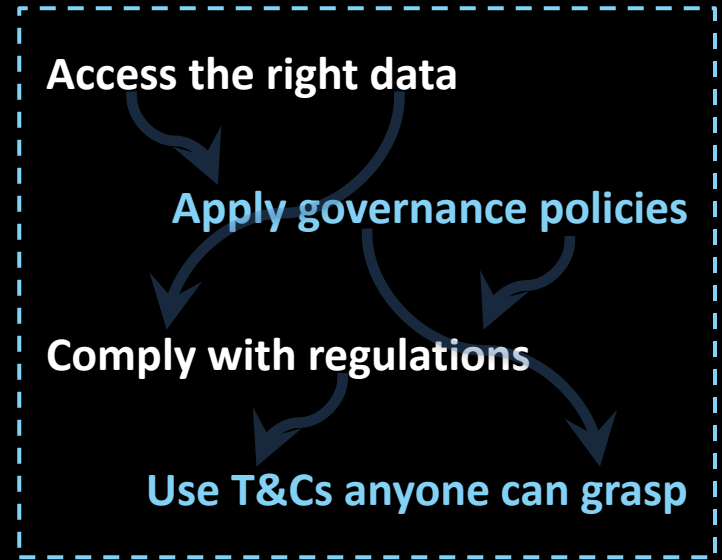 Access the right data
Apply governance policies
Comply with regulations
Use T&Cs anyone can grasp